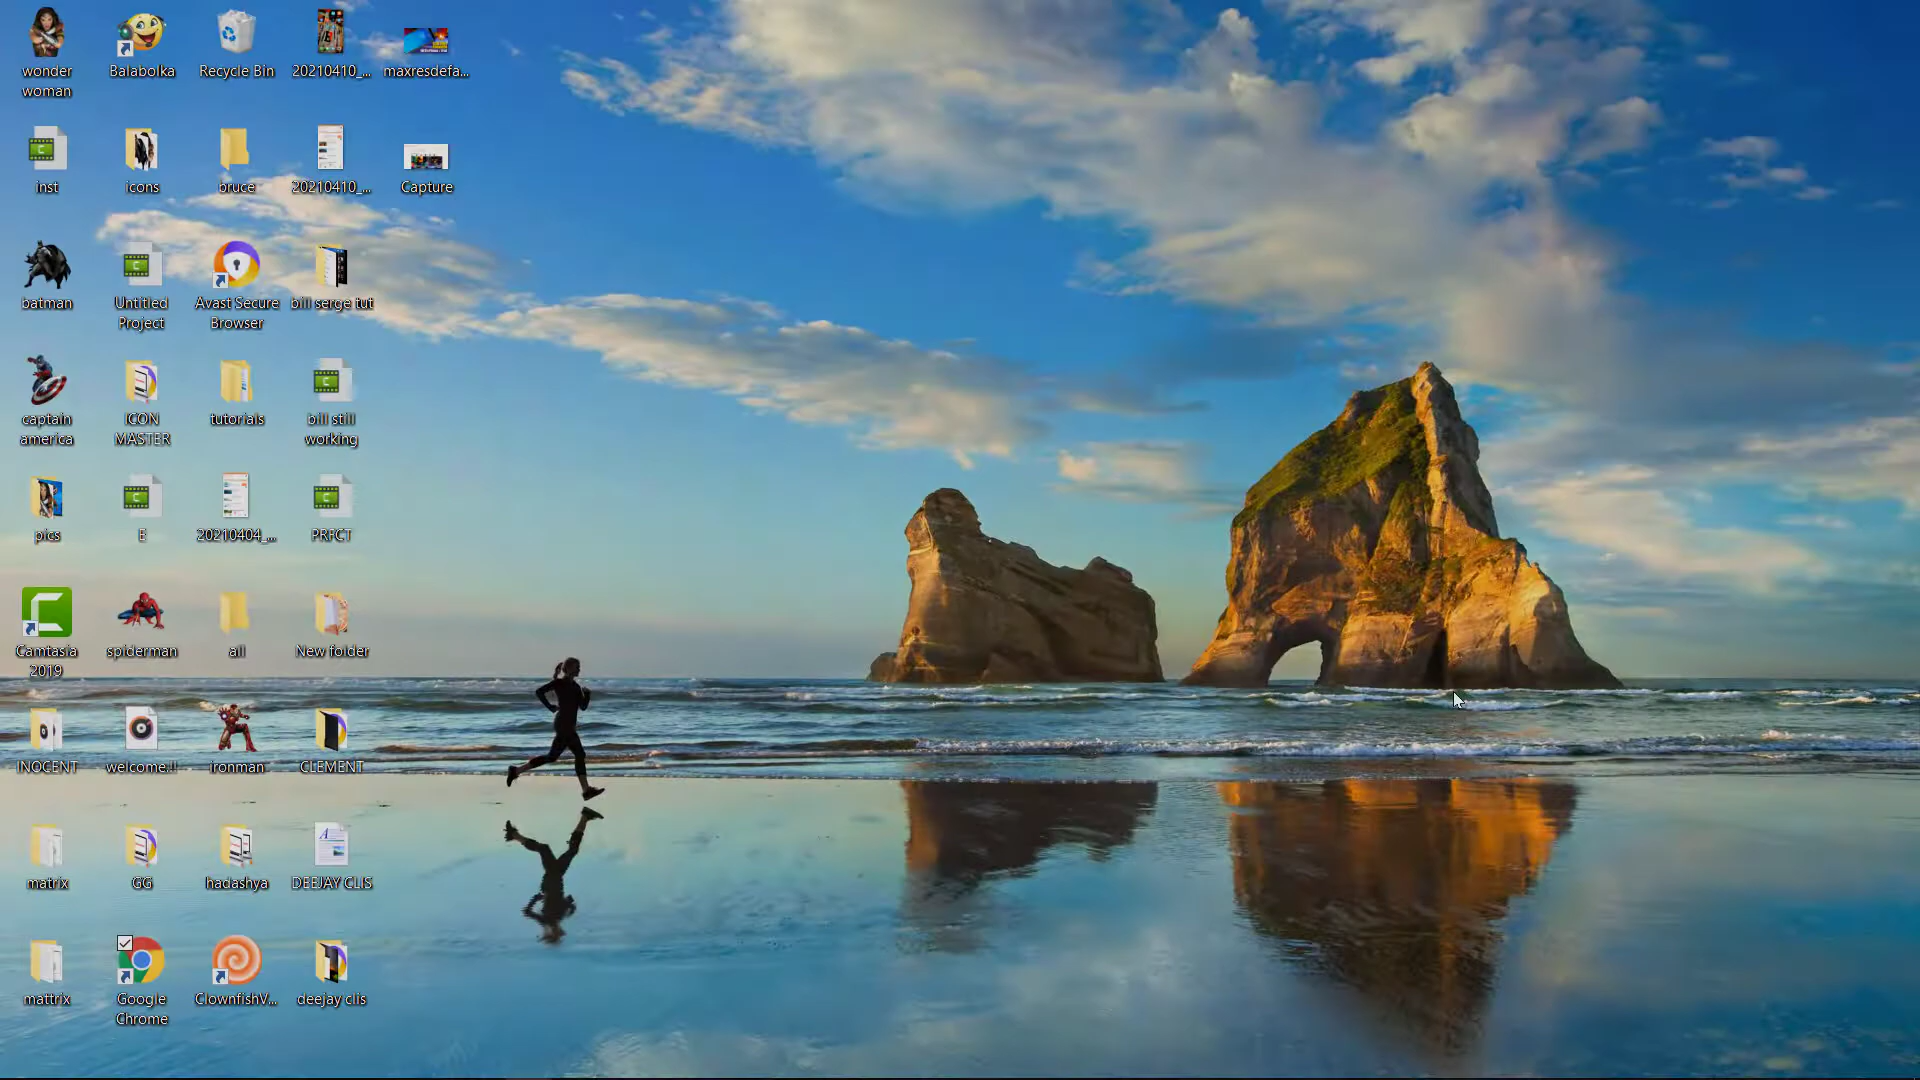 wonder
woman
Balabolka
Recycle Bin
20210410_...
maxresdefa...
inst
icons
bruce
20210410_...
Capture
batman
Untitled
Project
Avast Secure
Browser
bill serge tut
captain
america
ICON
MASTER
tutorials
bill still
working
pics
E
20210404_...
PRFCT
Camtasia
2019
spiderman
all
New folder
INOCENT
welcome.!!
ironman
CLEMENT
matrix
GG
hadashya
DEEJAY CLIS
mattrix
Google
Chrome
ClownfishV...
deejay clis